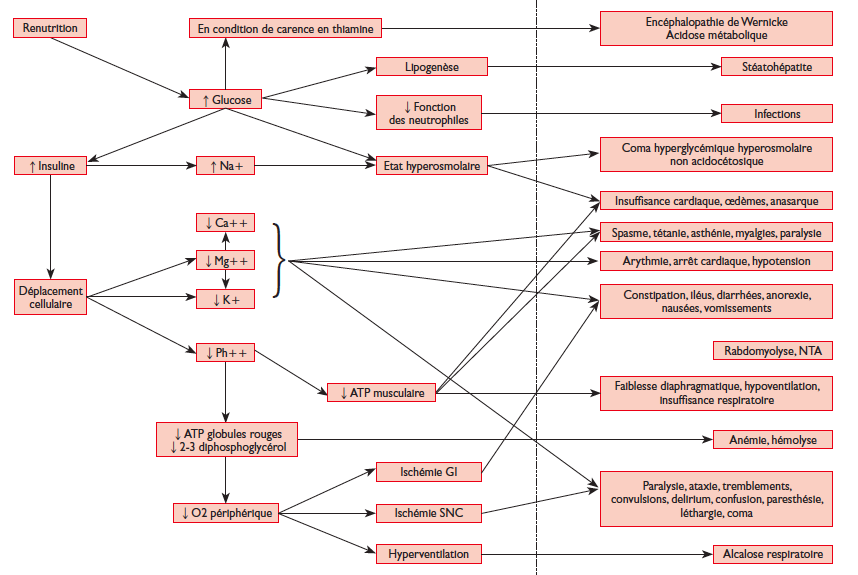 Renutrition
En condition de carence en thiamine
Encéphalopathie de Wernicke
Acidose métabolique
Lipogenèse
Stéatohépatite
↑ Glucose
↓ Fonction
des neutrophiles
Infections
↑ Insuline
↑ Na+
Etat hyperosmolaire
Coma hyperglycémique hyperosmolaire
non acidocétosique
Insuffisance cardiaque, œdèmes, anasarque
↓ Ca++
Spasme, tétanie, asthénie, myalgies, paralysie
↓ Mg++
Arythmie, arrêt cardiaque, hypotension
Déplacement
cellulaire
↓ K+
Constipation, iléus, diarrhées, anorexie,
nausées, vomissements
↓ Ph++
Rabdomyolyse, NTA
↓ ATP musculaire
Faiblesse diaphragmatique, hypoventilation,
insuffisance respiratoire
↓ ATP globules rouges
↓ 2-3 diphosphoglycérol
Anémie, hémolyse
Ischémie GI
Paralysie, ataxie, tremblements,
convulsions, delirium, confusion, paresthésie,
léthargie, coma
↓ O2 périphérique
Ischémie SNC
Hyperventilation
Alcalose respiratoire